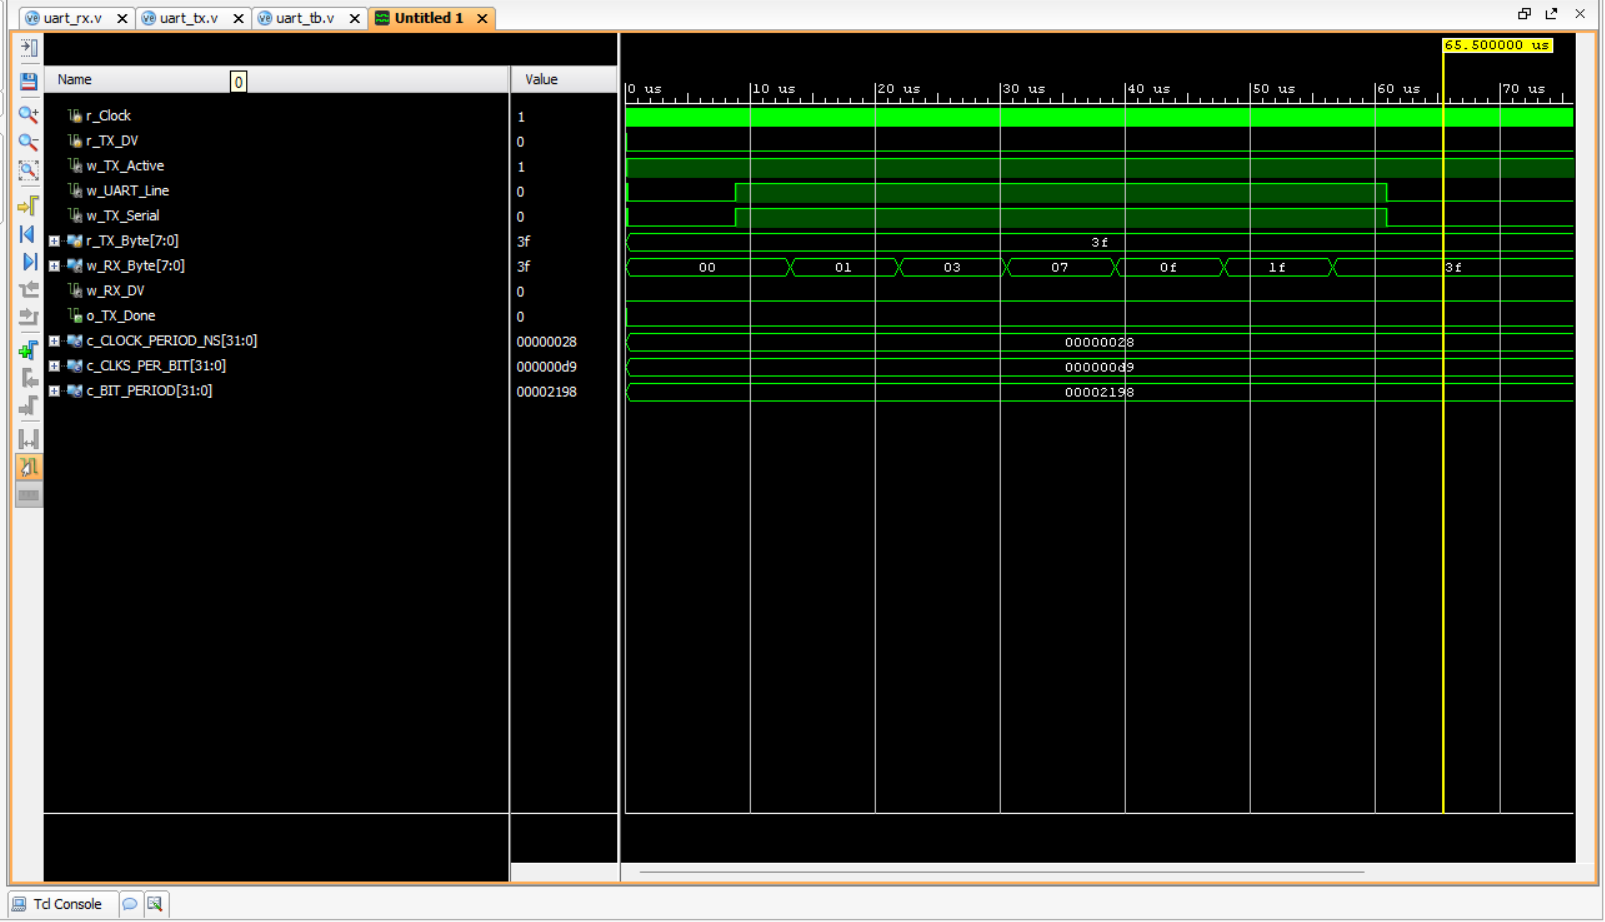 uart_rx.v uart_tx.v uart_tb.v Untitled 1
65.500000 us
Name 0 Value
0 us 10 us 20 us 30 us 40 us 50 us 60 us 70 us
r_Clock 1
r_TX_DV 0
w_TX_Active 1
w_UART_Line 0
w_TX_Serial 0
r_TX_Byte[7:0] 3f 3f
w_RX_Byte[7:0] 3f 00 01 03 07 0f 1f 3f
w_RX_DV 0
o_TX_Done 0
c_CLOCK_PERIOD_NS[31:0] 00000028 00000028
c_CLKS_PER_BIT[31:0] 000000d9 000000d9
c_BIT_PERIOD[31:0] 00002198 00002198
Tcl Console